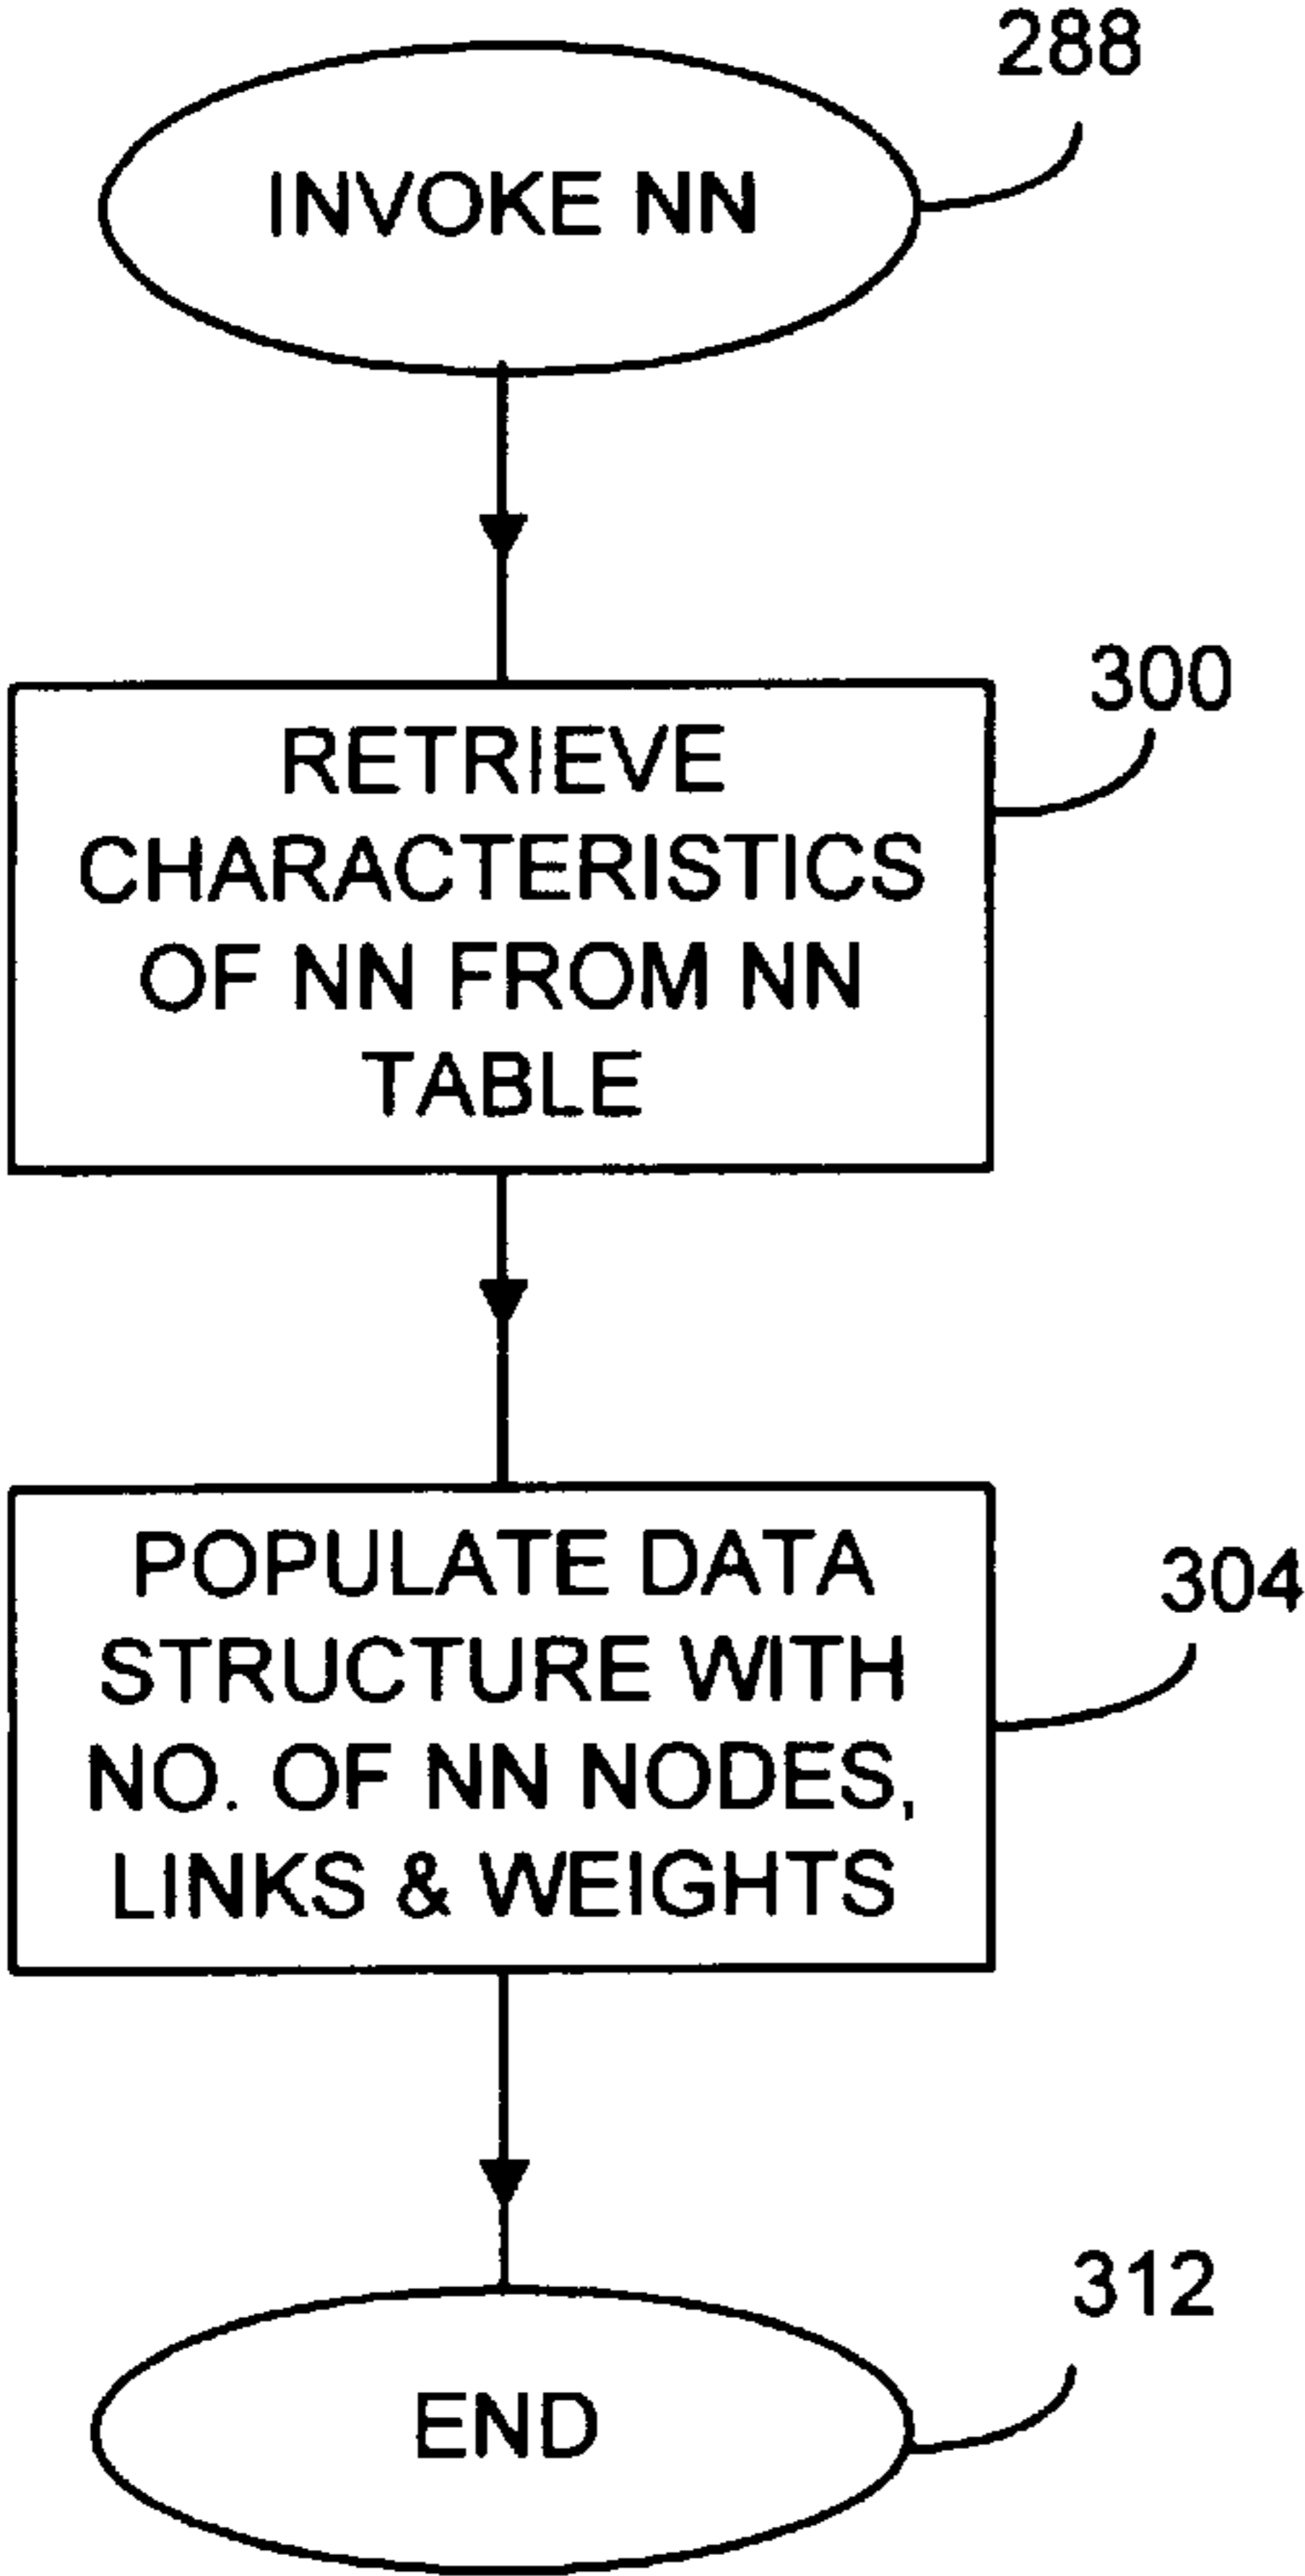 288
INVOKE NN
300
RETRIEVE
CHARACTERISTICS
OF NN FROM NN
TABLE
304
POPULATE DATA
STRUCTURE WITH
NO. OF NN NODES,
LINKS & WEIGHTS
312
END